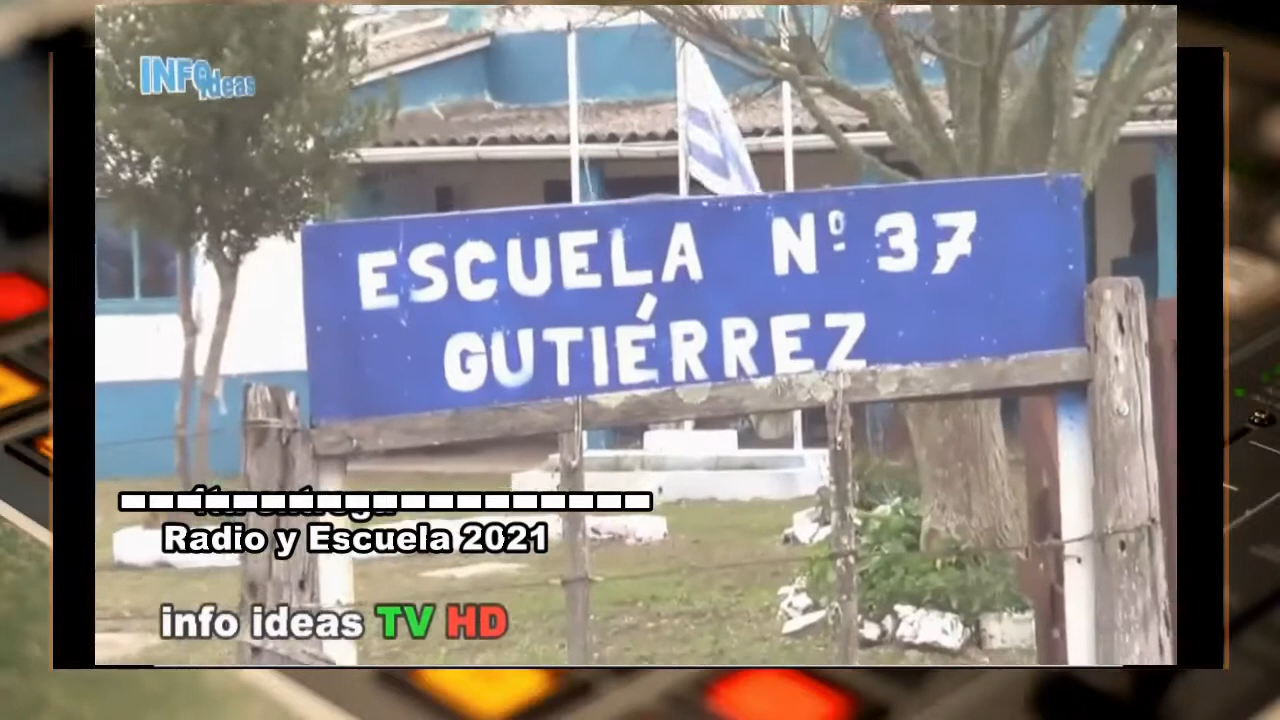 INFO
ideas
ESCUELA Nº 37
GUTIÉRREZ
Radio y Escuela 2021
info ideas TV HD